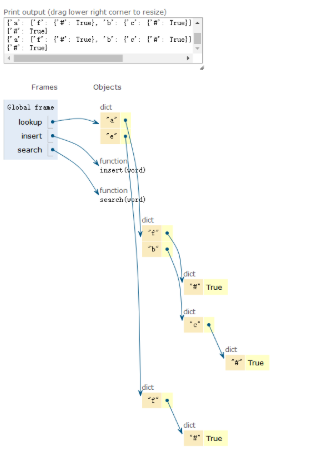 Print output (drag lower right corner to resize)
{'a': {'f': {'#': True}, 'b': {'c': {'#': True}}
{'#': True}
{'a': {'f': {'#': True}, 'b': {'c': {'#': True}}
{'#': True}
Frames
Objects
Global frame
lookup
insert
search
dict
"a"
"e"
function
insert(word)
function
search(word)
dict
"f"
"b"
dict
"#" True
dict
"c"
dict
"#" True
dict
"f"
dict
"#" True